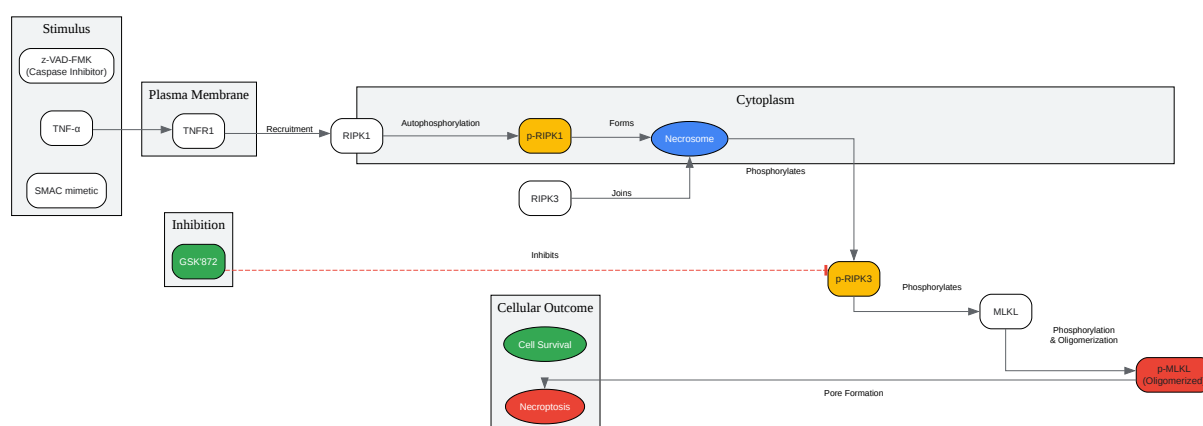 Stimulus
z-VAD-FMK
(Caspase Inhibitor)
TNF-α
SMAC mimetic
Plasma Membrane
TNFR1
Recruitment
Cytoplasm
RIPK1
Autophosphorylation
p-RIPK1
Forms
Necrosome
RIPK3
Joins
Phosphorylates
Inhibition
GSK'872
Inhibits
p-RIPK3
Phosphorylates
MLKL
Phosphorylation
& Oligomerization
p-MLKL
(Oligomerized
Pore Formation
Cellular Outcome
Cell Survival
Necroptosis